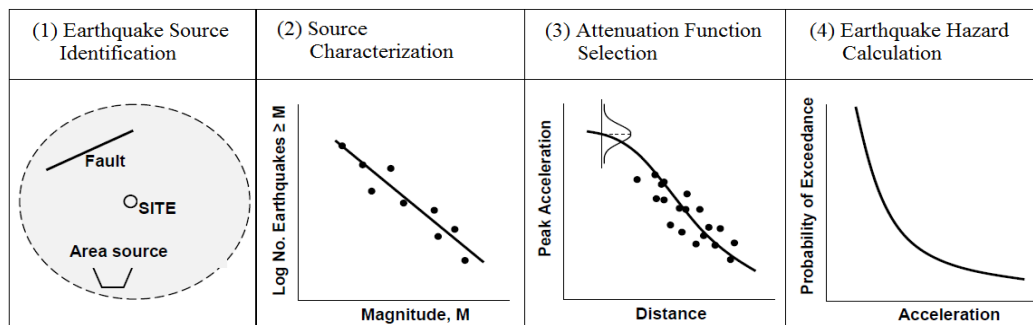 (1) Earthquake Source
Identification
(2) Source
Characterization
(3) Attenuation Function
Selection
(4) Earthquake Hazard
Calculation
Fault
SITE
Area source
Log No. Earthquakes ≥ M
Magnitude, M
Peak Acceleration
Distance
Probability of Exceedance
Acceleration